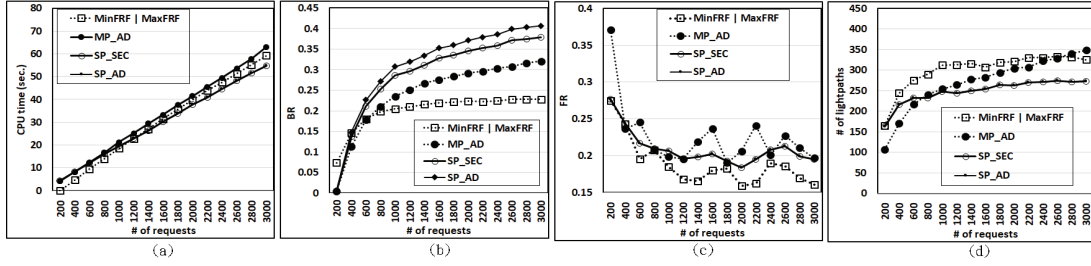 MinFRF | MaxFRF
MP_AD
SP_SEC
SP_AD
CPU time (sec.)
80
70
60
50
40
30
20
10
0
200 400 600 800 1000 1200 1400 1600 1800 2000 2200 2400 2600 2800 3000
# of requests
(a)
BR
0.45
0.4
0.35
0.3
0.25
0.2
0.15
0.1
0.05
0
MinFRF | MaxFRF
MP_AD
SP_SEC
SP_AD
200 400 600 800 1000 1200 1400 1600 1800 2000 2200 2400 2600 2800 3000
# of requests
(b)
FR
0.4
0.35
0.3
0.25
0.2
0.15
MinFRF | MaxFRF
MP_AD
SP_SEC
SP_AD
200 400 600 800 1000 1200 1400 1600 1800 2000 2200 2400 2600 2800 3000
# of requests
(c)
# of lightpaths
450
400
350
300
250
200
150
100
50
0
MinFRF | MaxFRF
MP_AD
SP_SEC
SP_AD
200 400 600 800 1000 1200 1400 1600 1800 2000 2200 2400 2600 2800 3000
# of requests
(d)